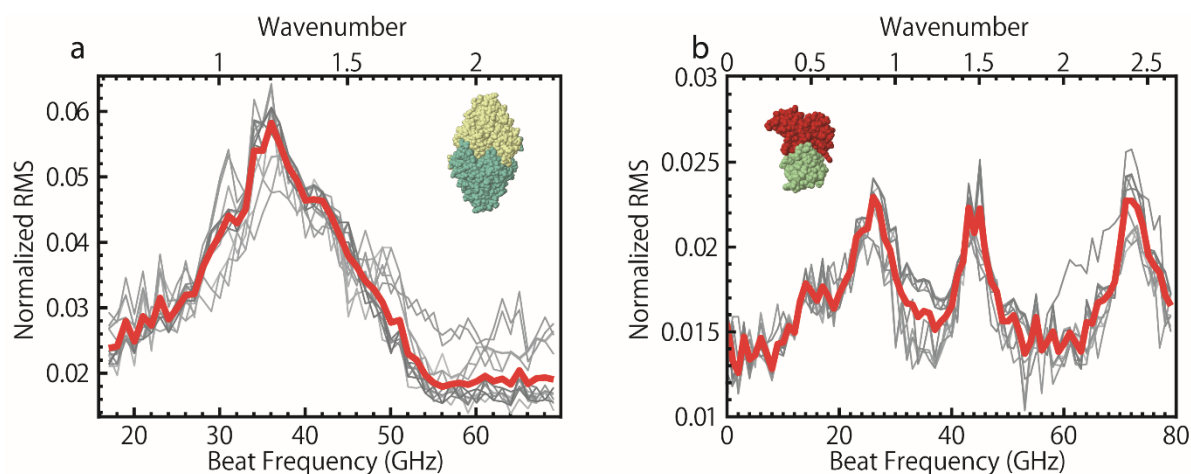 Wavenumber
a
1 1.5 2
0.06
0.05
0.04
0.03
0.02
Normalized RMS
20 30 40 50 60
Beat Frequency (GHz)
Wavenumber
b
0 0.5 1 1.5 2 2.5
0.03
0.025
0.02
0.015
0.01
Normalized RMS
0 20 40 60 80
Beat Frequency (GHz)